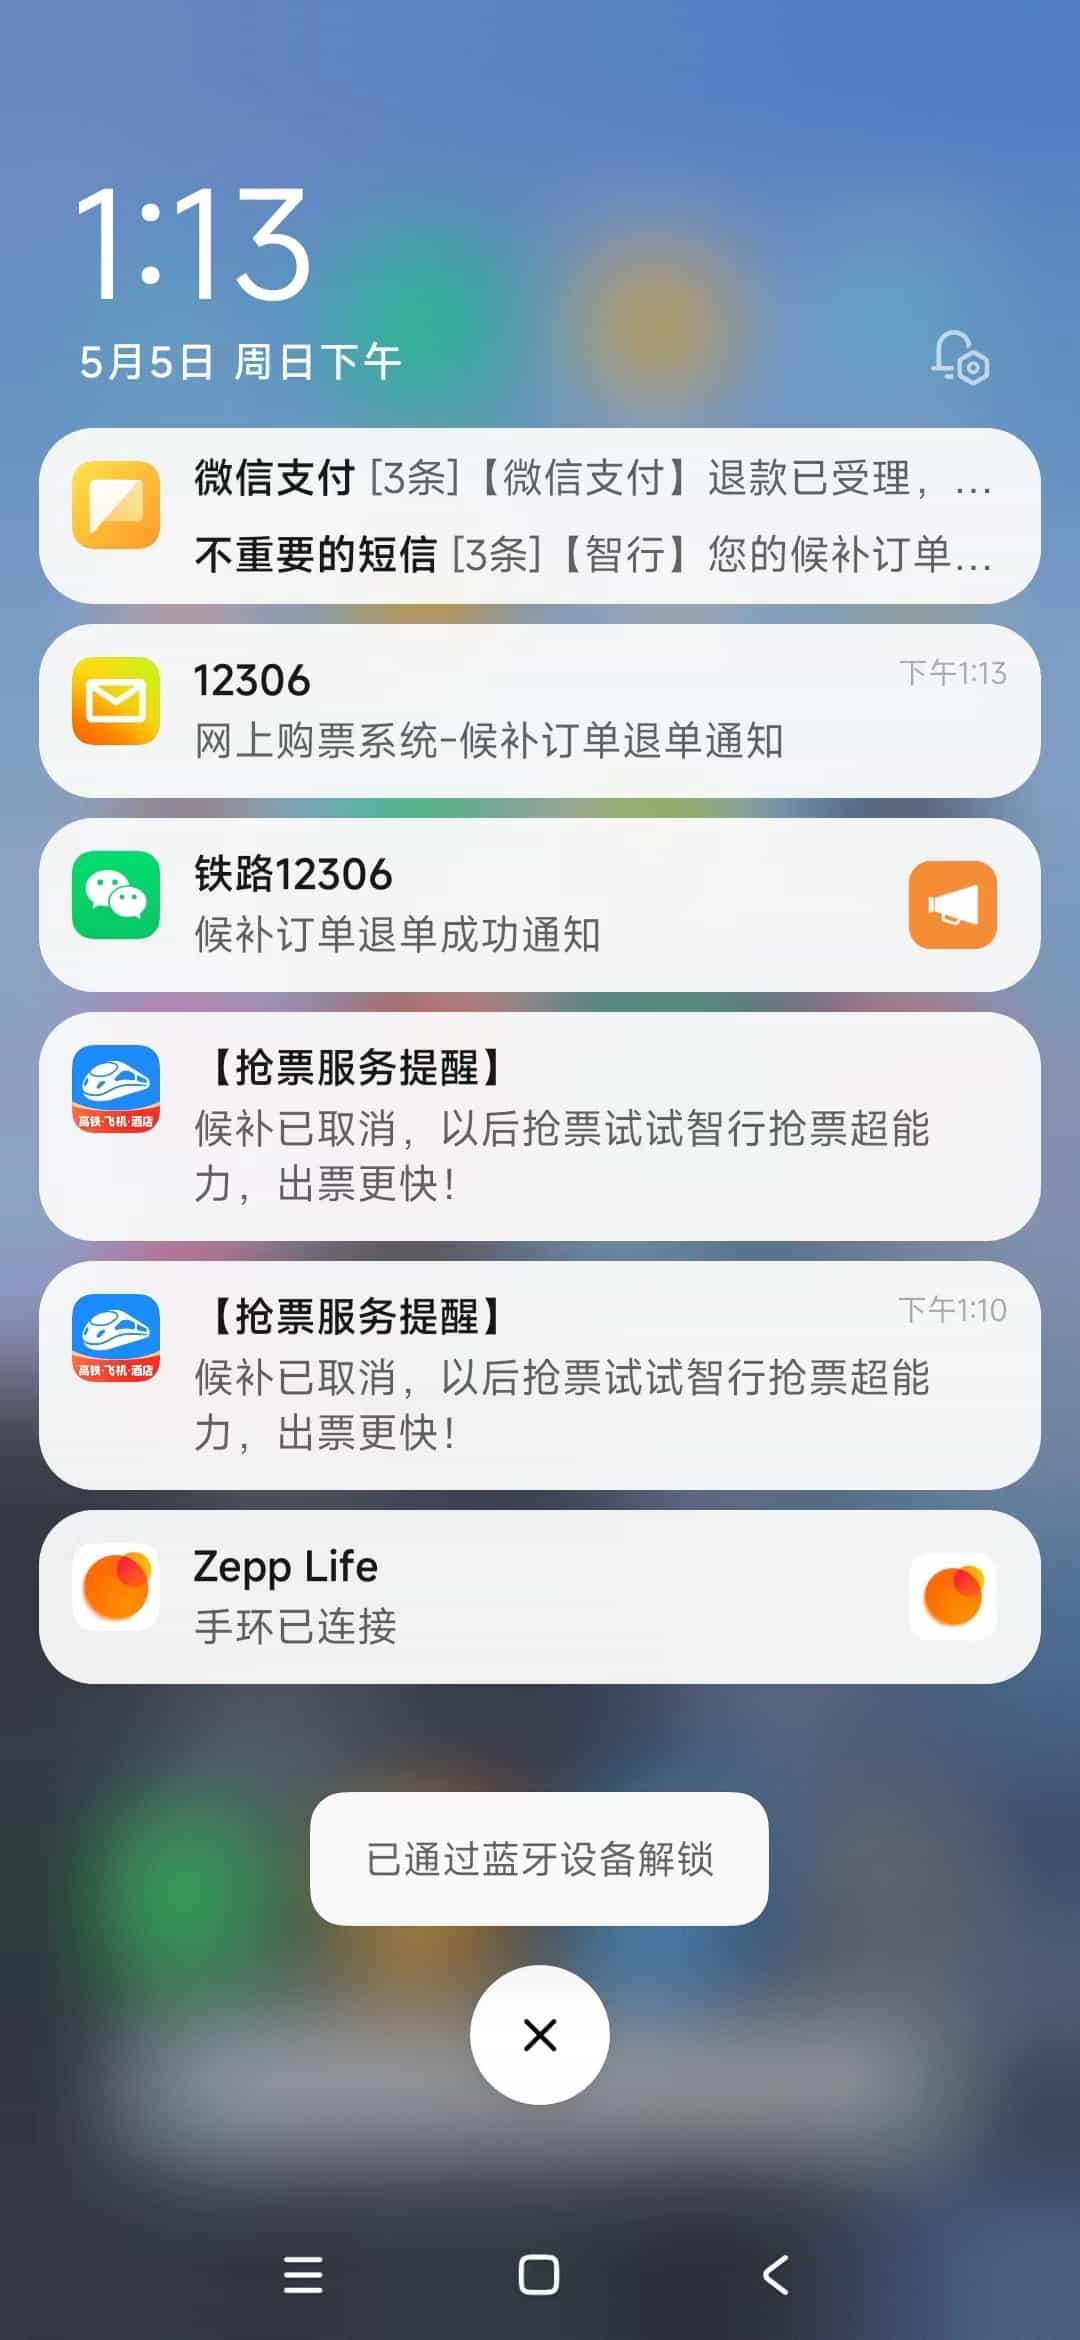 1:13
5月5日 周日下午
微信支付 [3条]【微信支付】退款已受理，...
不重要的短信 [3条]【智行】您的候补订单...
12306
下午1:13
网上购票系统-候补订单退单通知
铁路12306
候补订单退单成功通知
【抢票服务提醒】
候补已取消，以后抢票试试智行抢票超能
力，出票更快！
高铁·飞机·酒店
【抢票服务提醒】
下午1:10
候补已取消，以后抢票试试智行抢票超能
力，出票更快！
高铁·飞机·酒店
Zepp Life
手环已连接
已通过蓝牙设备解锁